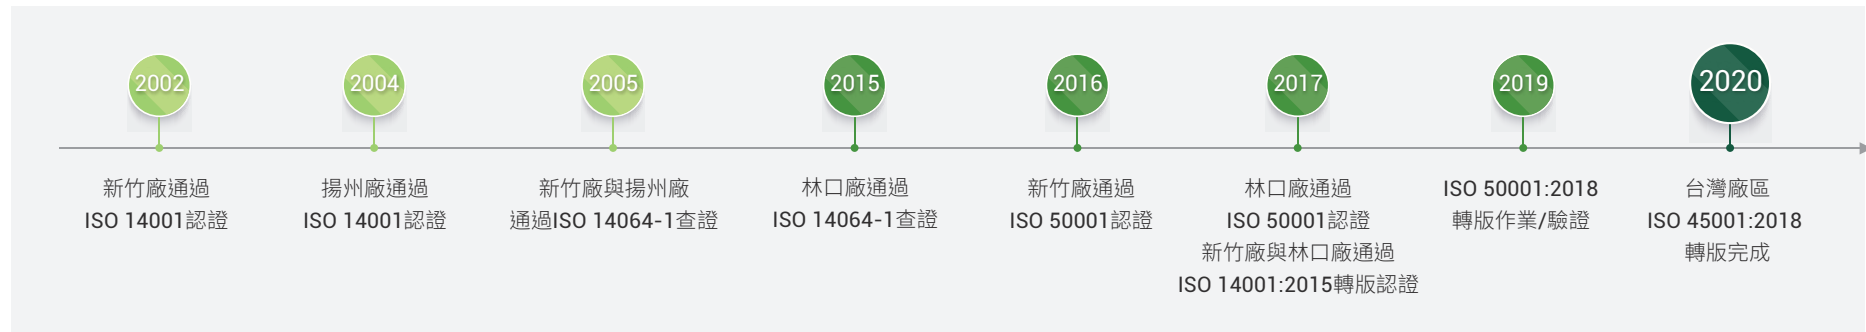 2002
2004
2005
2015
2016
2017
2019
2020
新竹廠通過
ISO 14001認證
揚州廠通過
ISO 14001認證
新竹廠與揚州廠
通過ISO 14064-1查證
林口廠通過
ISO 14064-1查證
新竹廠通過
ISO 50001認證
林口廠通過
ISO 50001認證
新竹廠與林口廠通過
ISO 14001:2015轉版認證
ISO 50001:2018
轉版作業/驗證
台灣廠區
ISO 45001:2018
轉版完成